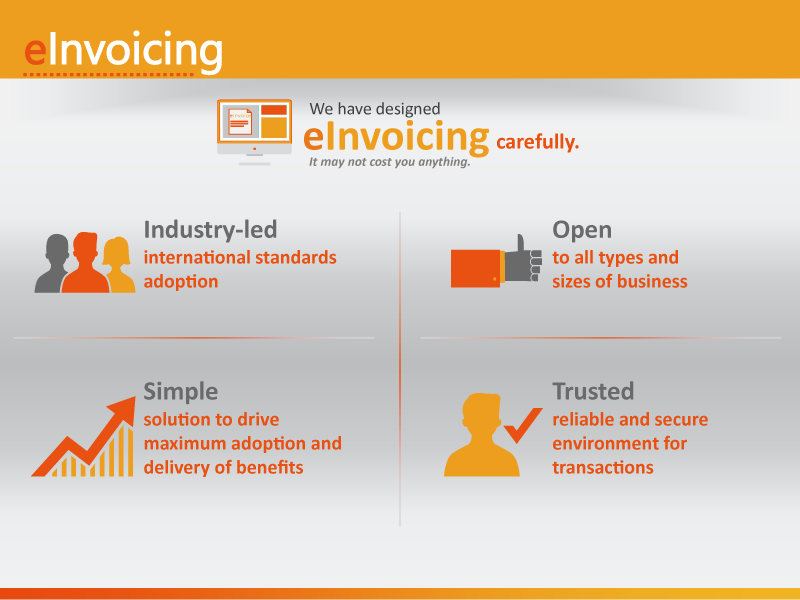 eInvoicing
We have designed
eInvoicing carefully.
It may not cost you anything.
Industry-led
international standards
adoption
Open
to all types and
sizes of business
Simple
solution to drive
maximum adoption and
delivery of benefits
Trusted
reliable and secure
environment for
transactions